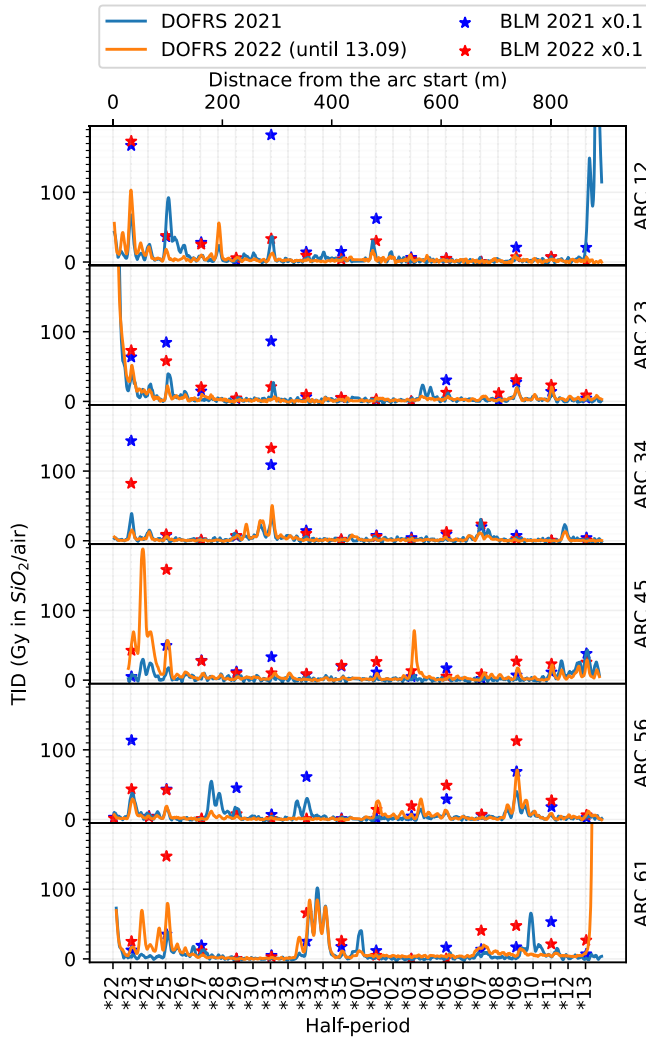 DOFRS 2021
DOFRS 2022 (until 13.09)
BLM 2021 x0.1
BLM 2022 x0.1
Distnace from the arc start (m)
0 200 400 600 800
100
0
ARC 12
100
0
ARC 23
100
0
ARC 34
100
0
ARC 45
100
0
ARC 56
100
0
ARC 61
TID (Gy in SiO₂/air)
*22 *23 *24 *25 *26 *27 *28 *29 *30 *31 *32 *33 *34 *35 *00 *01 *02 *03 *04 *05 *06 *07 *08 *09 *10 *11 *12 *13
Half-period